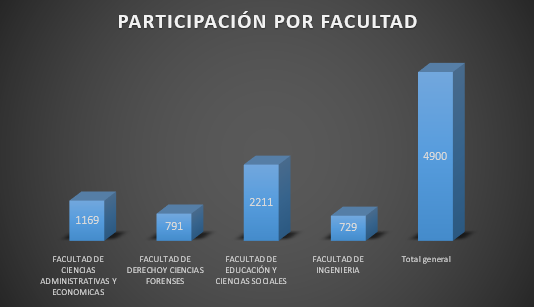 PARTICIPACIÓN POR FACULTAD
1169
791
2211
729
4900
FACULTAD DE
CIENCIAS
ADMINISTRATIVAS Y
ECONOMICAS
FACULTAD DE
DERECHO Y CIENCIAS
FORENSES
FACULTAD DE
EDUCACIÓN Y
CIENCIAS SOCIALES
FACULTAD DE
INGENIERIA
Total general